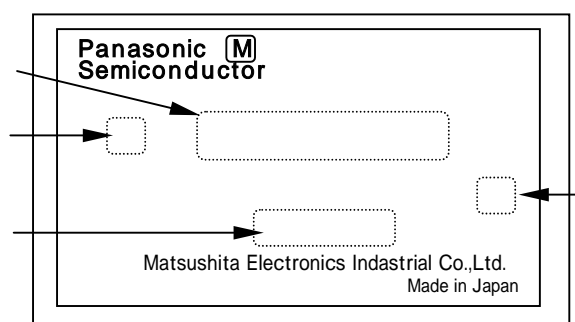 Panasonic M
Semiconductor
Matsushita Electronics Indastrial Co.,Ltd.
Made in Japan